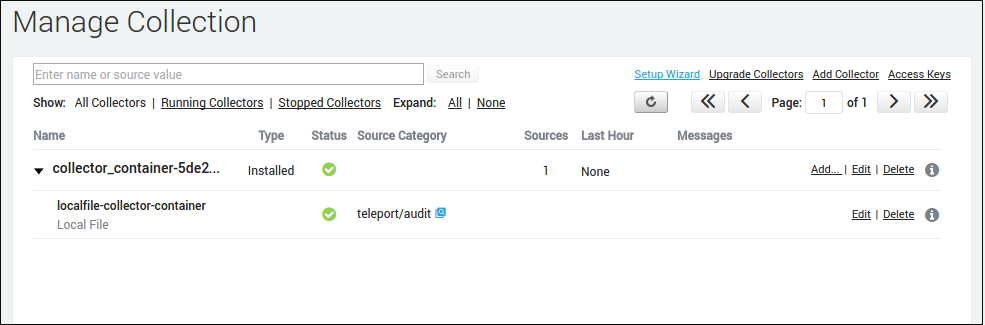 Manage Collection
Enter name or source value Search Setup Wizard Upgrade Collectors Add Collector Access Keys
Show: All Collectors | Running Collectors | Stopped Collectors Expand: All | None Page: 1 of 1
Name Type Status Source Category Sources Last Hour Messages
collector_container-5de2... Installed 1 None Add... | Edit | Delete
localfile-collector-container teleport/audit Edit | Delete
Local File